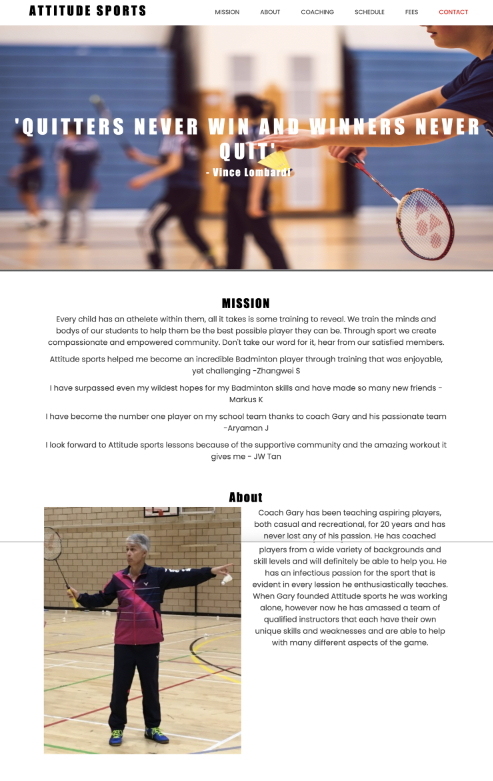 ATTITUDE SPORTS
MISSION ABOUT COACHING SCHEDULE FEES CONTACT
'QUITTERS NEVER WIN AND WINNERS NEVER
QUIT'
- Vince Lombardi
MISSION
Every child has an athelete within them, all it takes is some training to reveal. We train the minds and
bodys of our students to help them be the best possible player they can be. Through sport we create
compassionate and empowered community. Don't take our word for it, hear from our satisfied members.
Attitude sports helped me become an incredible Badminton player through training that was enjoyable,
yet challenging -Zhangwei S
I have surpassed even my wildest hopes for my Badminton skills and have made so many new friends -
Markus K
I have become the number one player on my school team thanks to coach Gary and his passionate team
-Aryaman J
I look forward to Attitude sports lessons because of the supportive community and the amazing workout it
gives me - JW Tan
About
Coach Gary has been teaching aspiring players,
both casual and recreational, for 20 years and has
never lost any of his passion. He has coached
players from a wide variety of backgrounds and
skill levels and will definitely be able to help you. He
has an infectious passion for the sport that is
evident in every lession he enthusiastically teaches.
When Gary founded Attitude sports he was working
alone, however now he has amassed a team of
qualified instructors that each have their own
unique skills and weaknesses and are able to help
with many different aspects of the game.